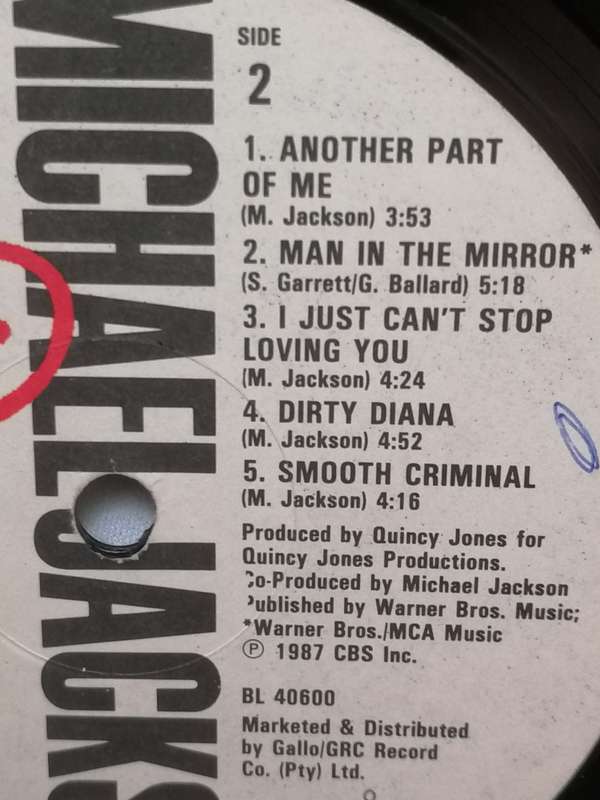 MICHAEL JACKS
SIDE
2
1. ANOTHER PART
OF ME
(M. Jackson) 3:53
2. MAN IN THE MIRROR*
(S. Garrett/G. Ballard) 5:18
3. I JUST CAN'T STOP
LOVING YOU
(M. Jackson) 4:24
4. DIRTY DIANA
(M. Jackson) 4:52
5. SMOOTH CRIMINAL
(M. Jackson) 4:16
Produced by Quincy Jones for
Quincy Jones Productions.
Co-Produced by Michael Jackson
Published by Warner Bros. Music;
*Warner Bros./MCA Music
℗ 1987 CBS Inc.
BL 40600
Marketed & Distributed
by Gallo/GRC Record
Co. (Pty) Ltd.